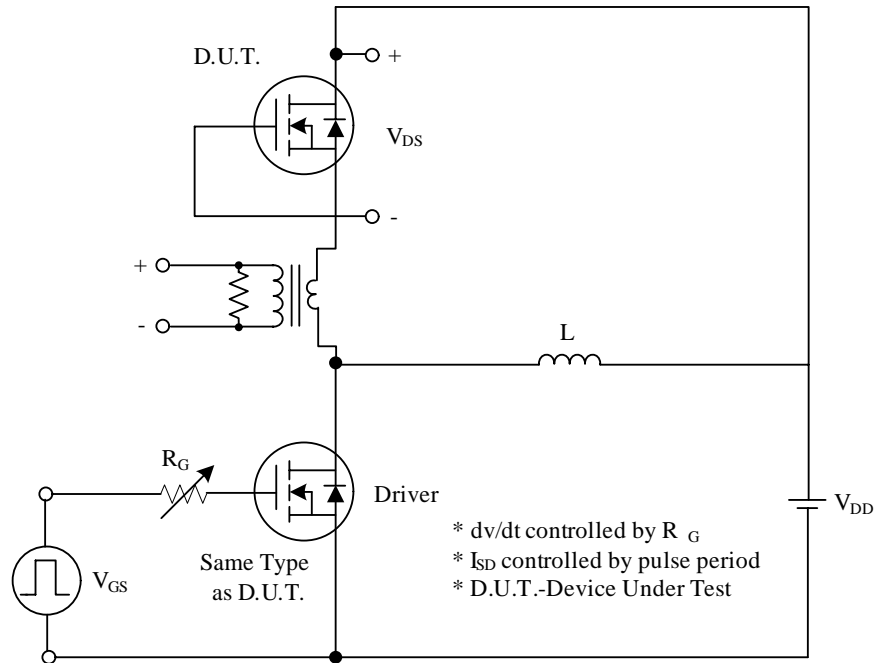 D.U.T.
+
VDS
-
+
-
L
RG
Driver
VDD
VGS
Same Type
as D.U.T.
* dv/dt controlled by R G
* ISD controlled by pulse period
* D.U.T.-Device Under Test